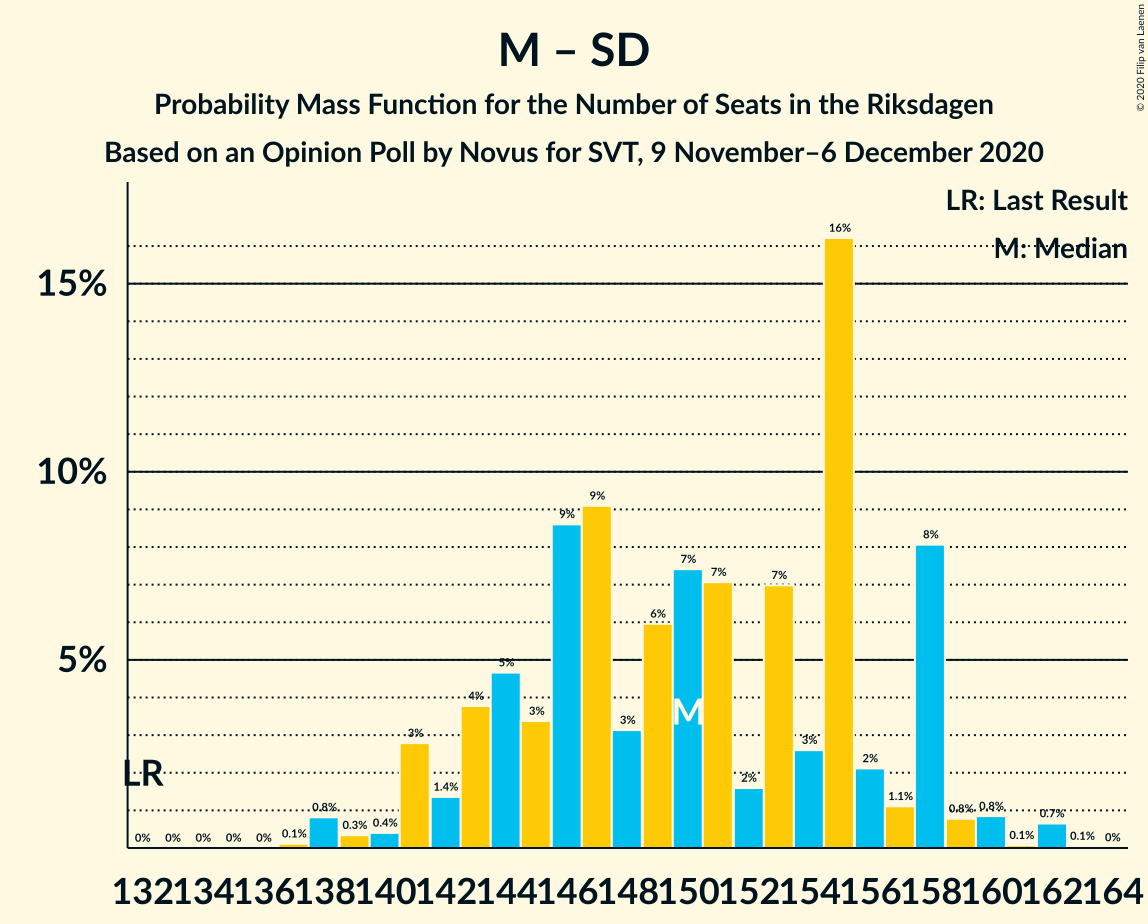 M – SD
Probability Mass Function for the Number of Seats in the Riksdagen
Based on an Opinion Poll by Novus for SVT, 9 November–6 December 2020
© 2020 Filip van Laenen
LR: Last Result
M: Median
15%
10%
5%
LR
M
0% 0% 0% 0% 0% 0.1% 0.8% 0.3% 0.4% 3% 1.4% 4% 5% 3% 9% 9% 3% 6% 7% 7% 2% 7% 3% 16% 2% 1.1% 8% 0.8% 0.8% 0.1% 0.7% 0.1% 0%
132 134 136 138 140 142 144 146 148 150 152 154 156 158 160 162 164